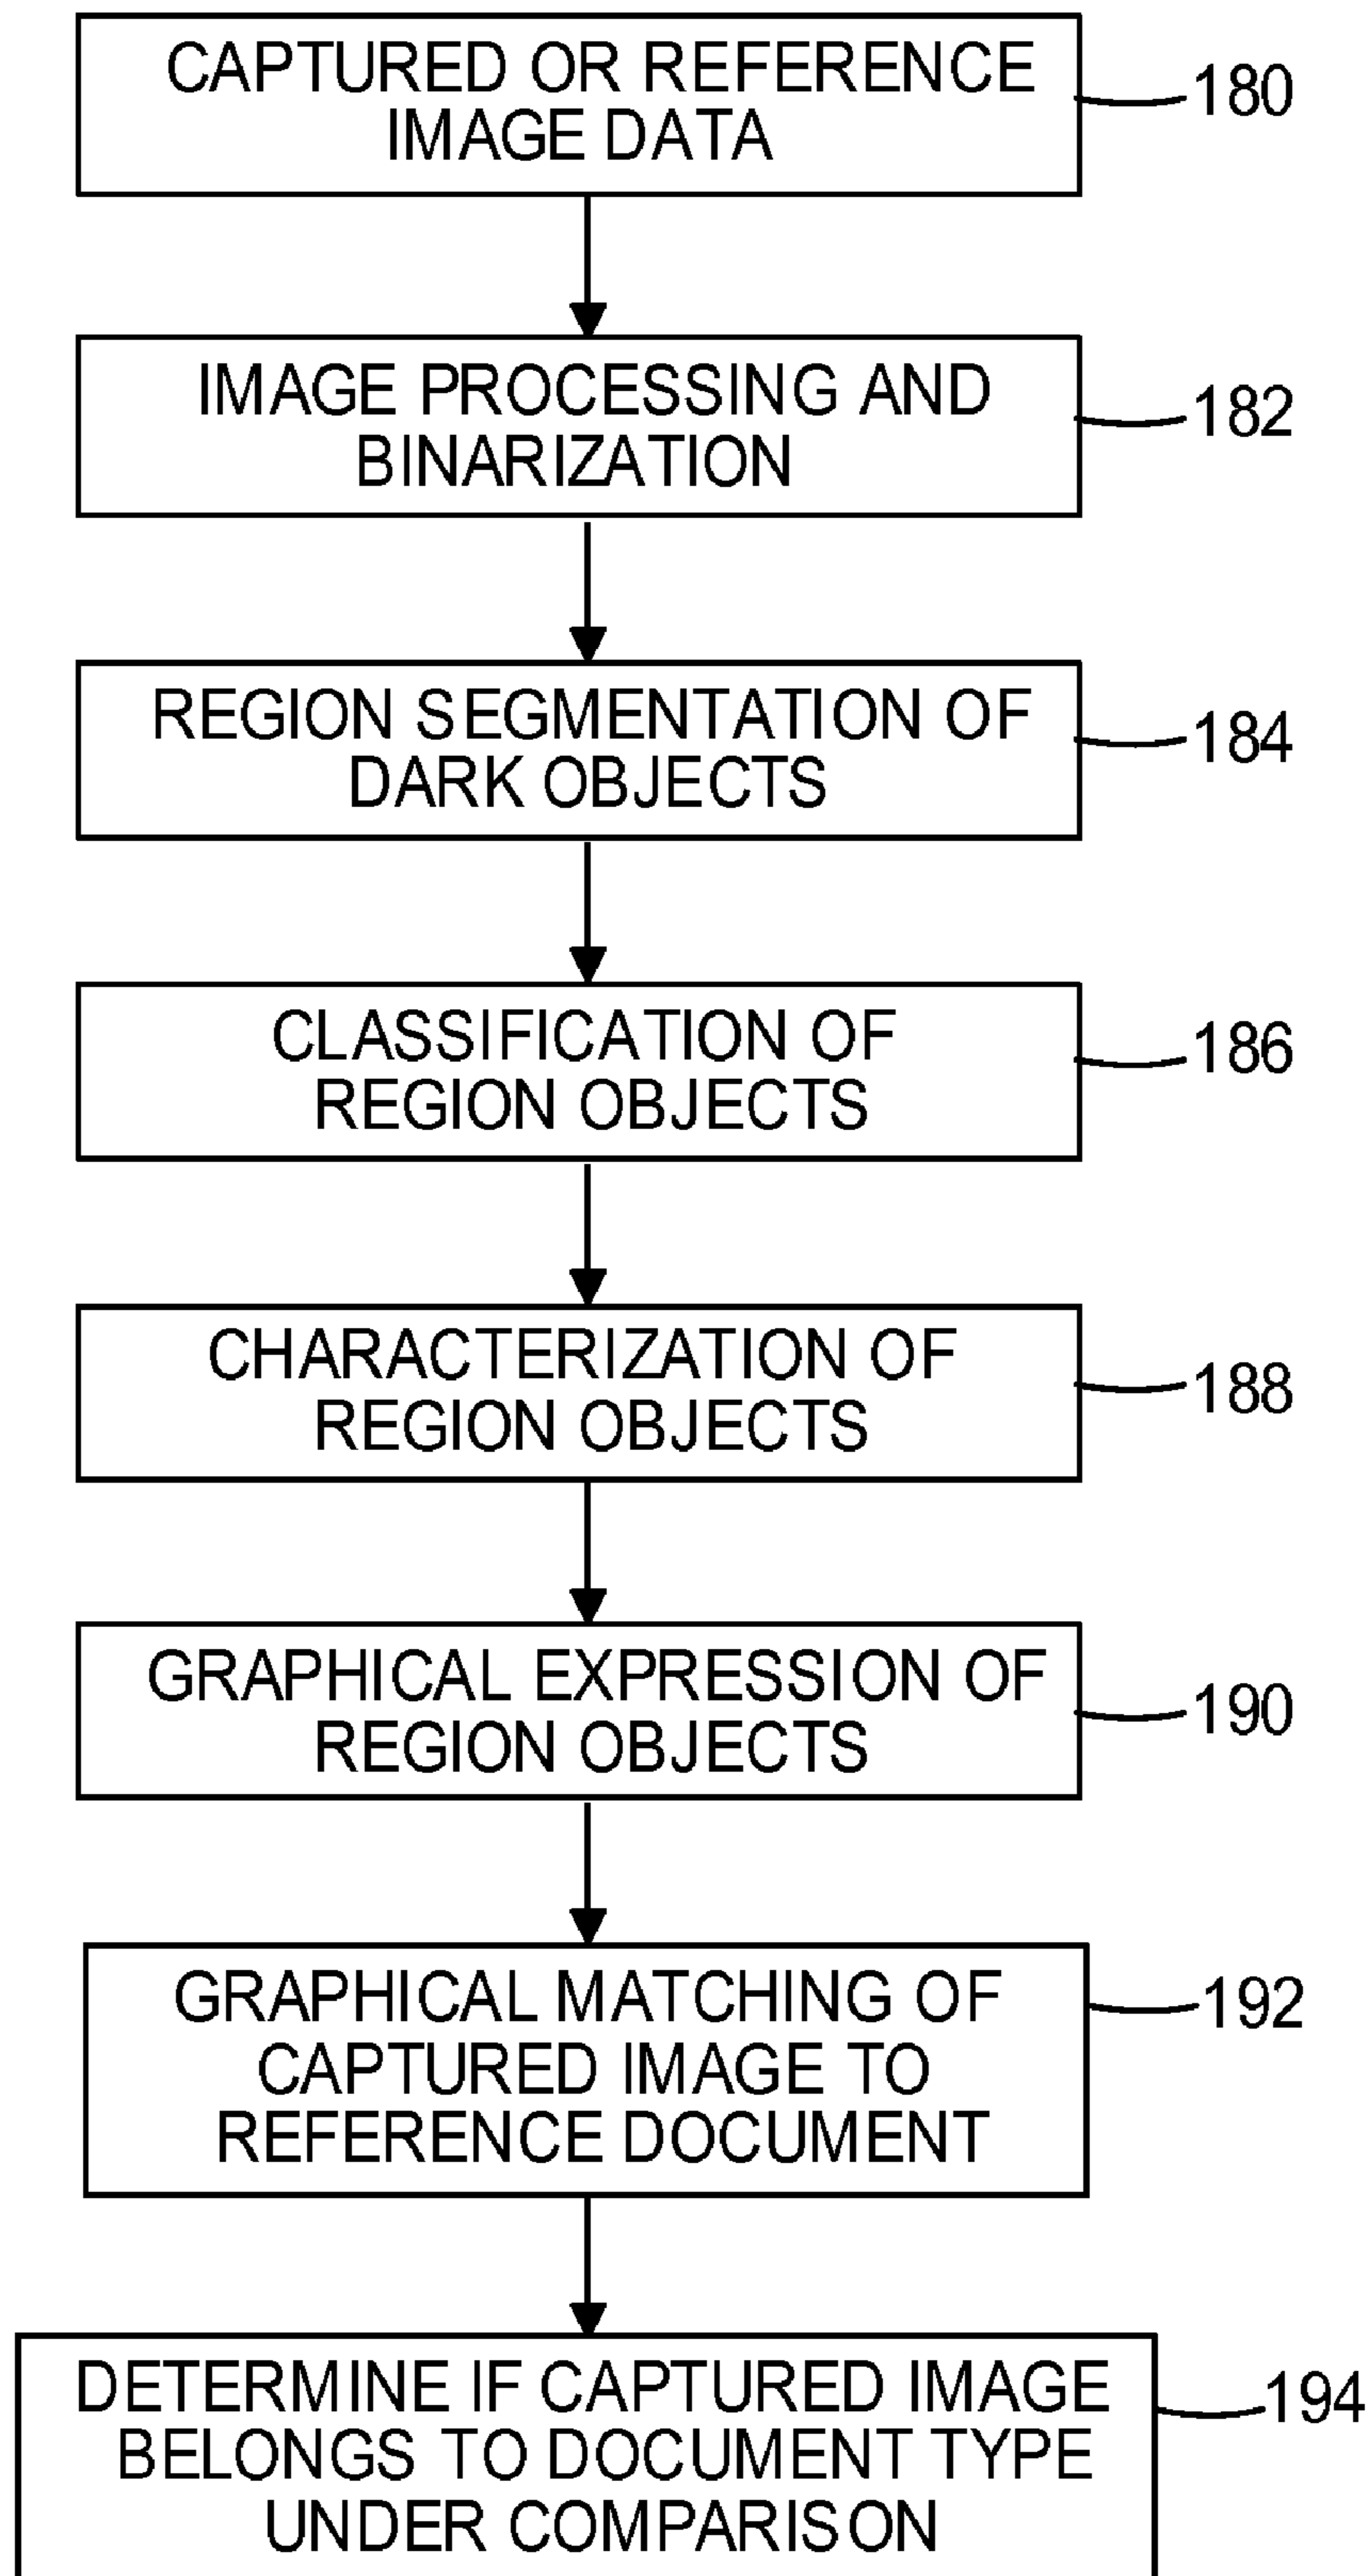 CAPTURED OR REFERENCE
IMAGE DATA
180
IMAGE PROCESSING AND
BINARIZATION
182
REGION SEGMENTATION OF
DARK OBJECTS
184
CLASSIFICATION OF
REGION OBJECTS
186
CHARACTERIZATION OF
REGION OBJECTS
188
GRAPHICAL EXPRESSION OF
REGION OBJECTS
190
GRAPHICAL MATCHING OF
CAPTURED IMAGE TO
REFERENCE DOCUMENT
192
DETERMINE IF CAPTURED IMAGE
BELONGS TO DOCUMENT TYPE
UNDER COMPARISON
194